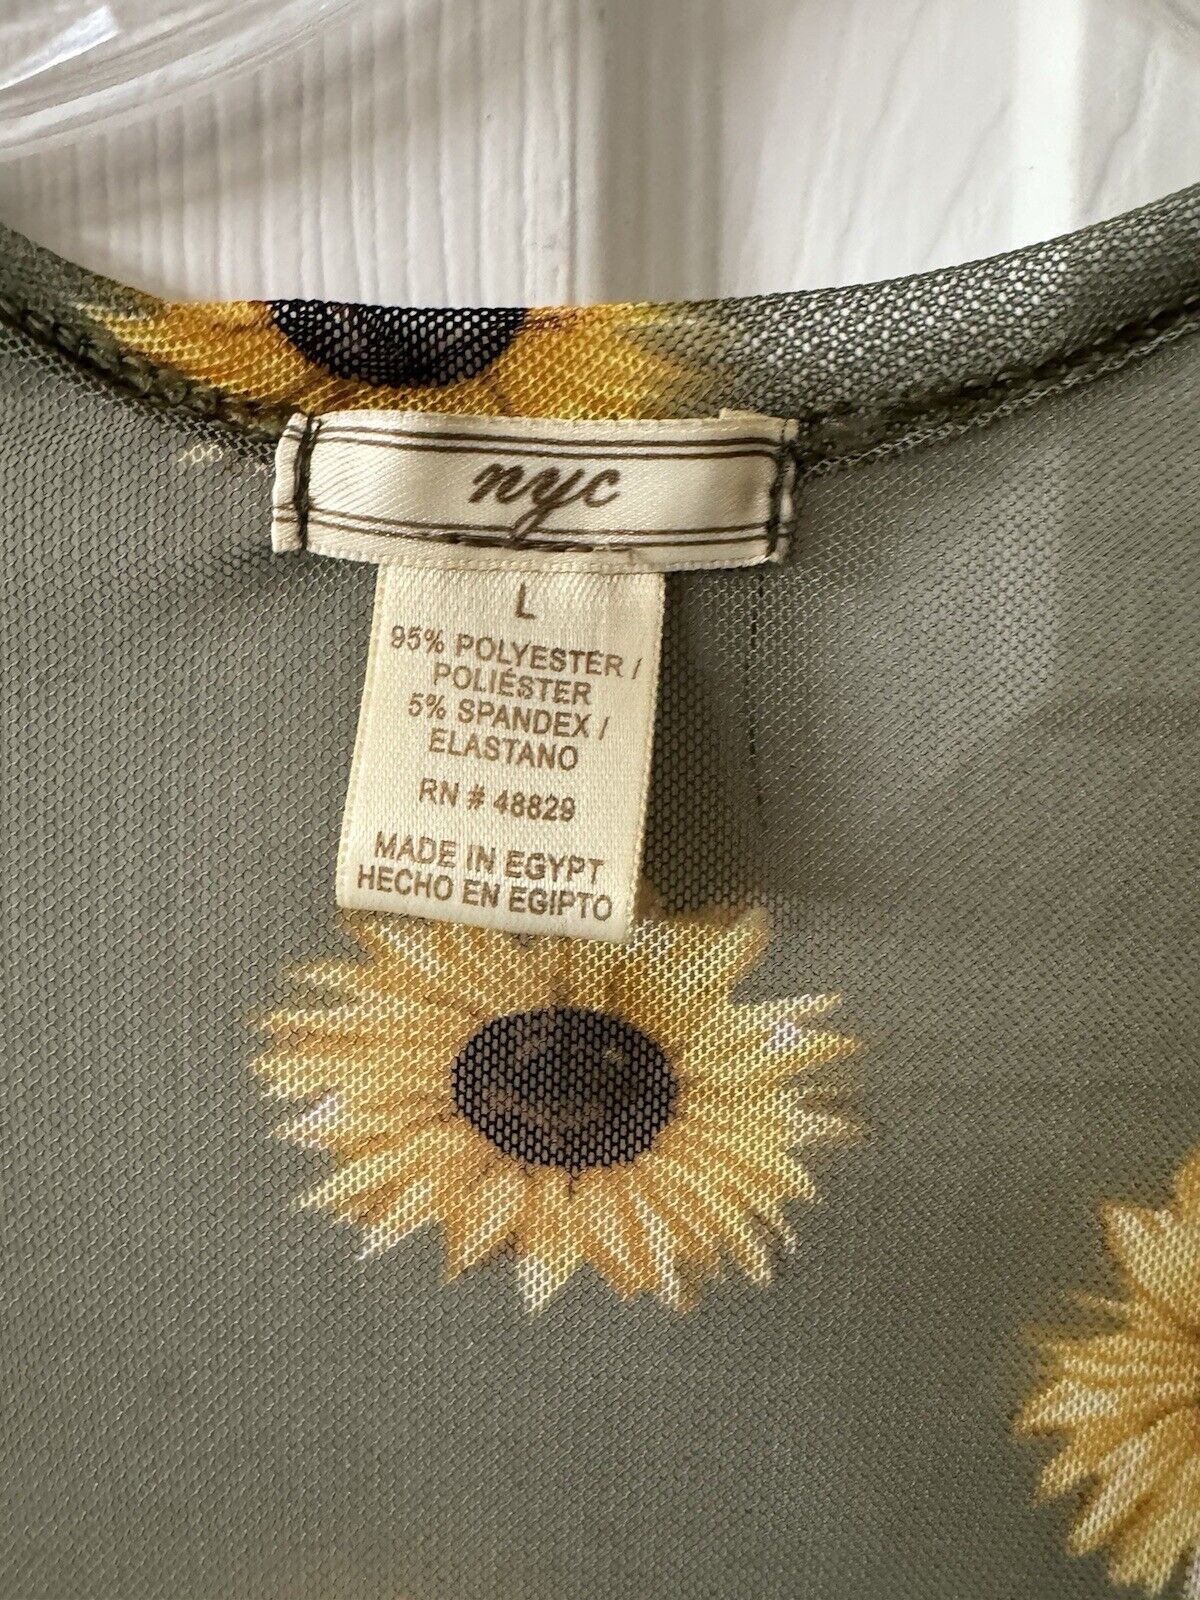 nyc
L
95% POLYESTER /
POLIÉSTER
5% SPANDEX /
ELASTANO
RN # 48829
MADE IN EGYPT
HECHO EN EGIPTO